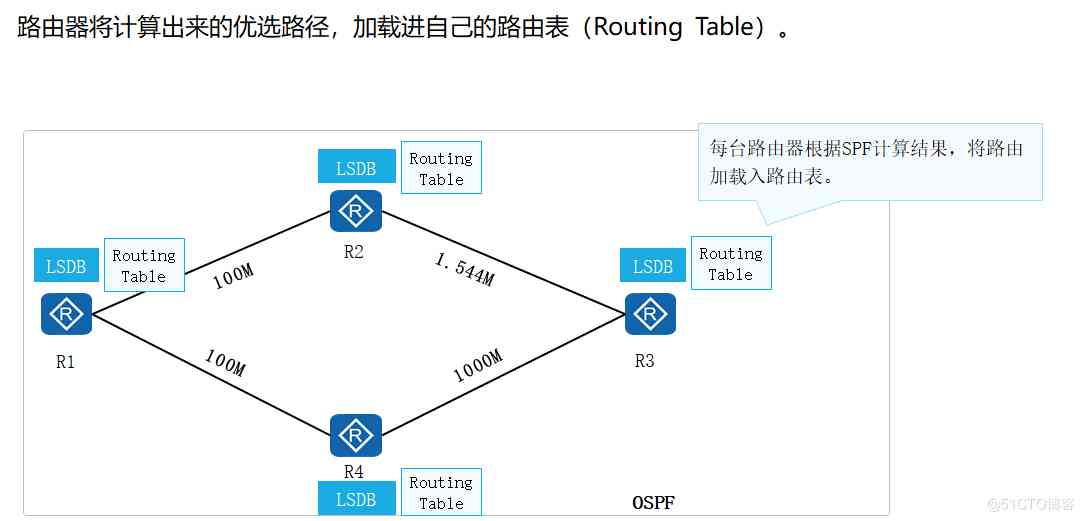 路由器将计算出来的优选路径，加载进自己的路由表（Routing Table）。
每台路由器根据SPF计算结果，将路由
加载入路由表。
LSDB
Routing
Table
R
R2
LSDB
Routing
Table
R
R1
100M
1.544M
LSDB
Routing
Table
R
R3
100M
1000M
R
R4
LSDB
Routing
Table
OSPF
@51CTO博客